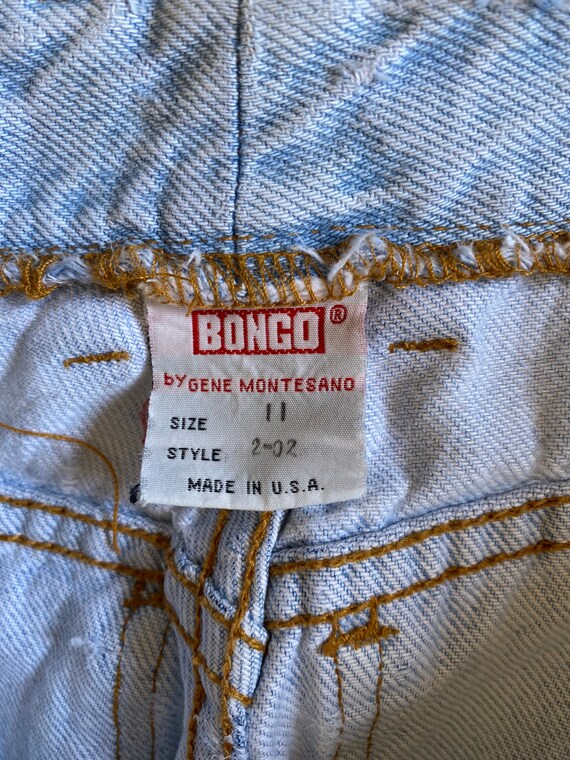 BONGO®
by GENE MONTESANO
SIZE 11
STYLE 2-02
MADE IN U.S.A.